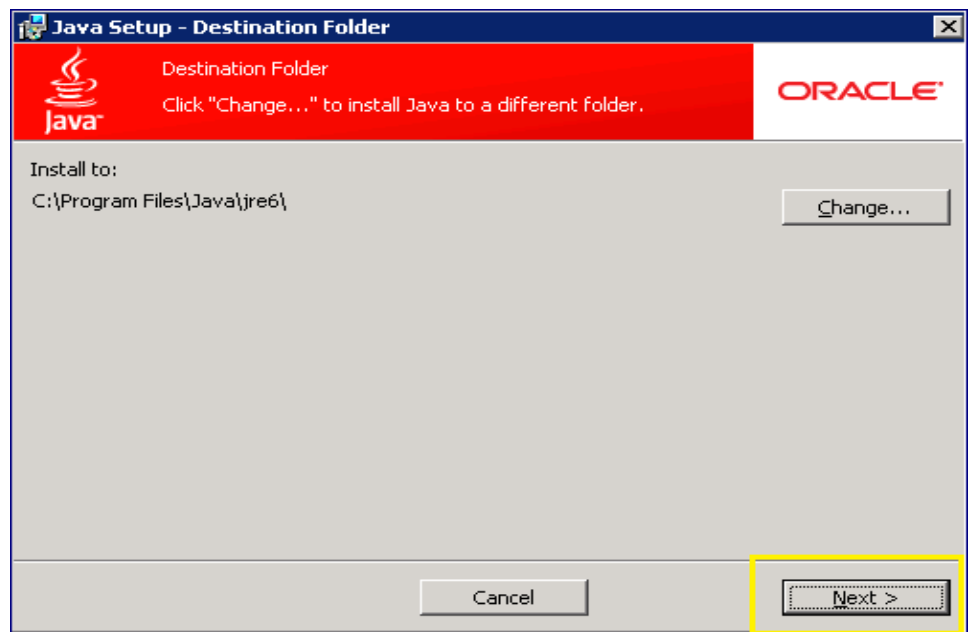 Java Setup - Destination Folder
Destination Folder
Click "Change..." to install Java to a different folder.
Java
ORACLE
Install to:
C:\Program Files\Java\jre6\
Change...
Cancel
Next >